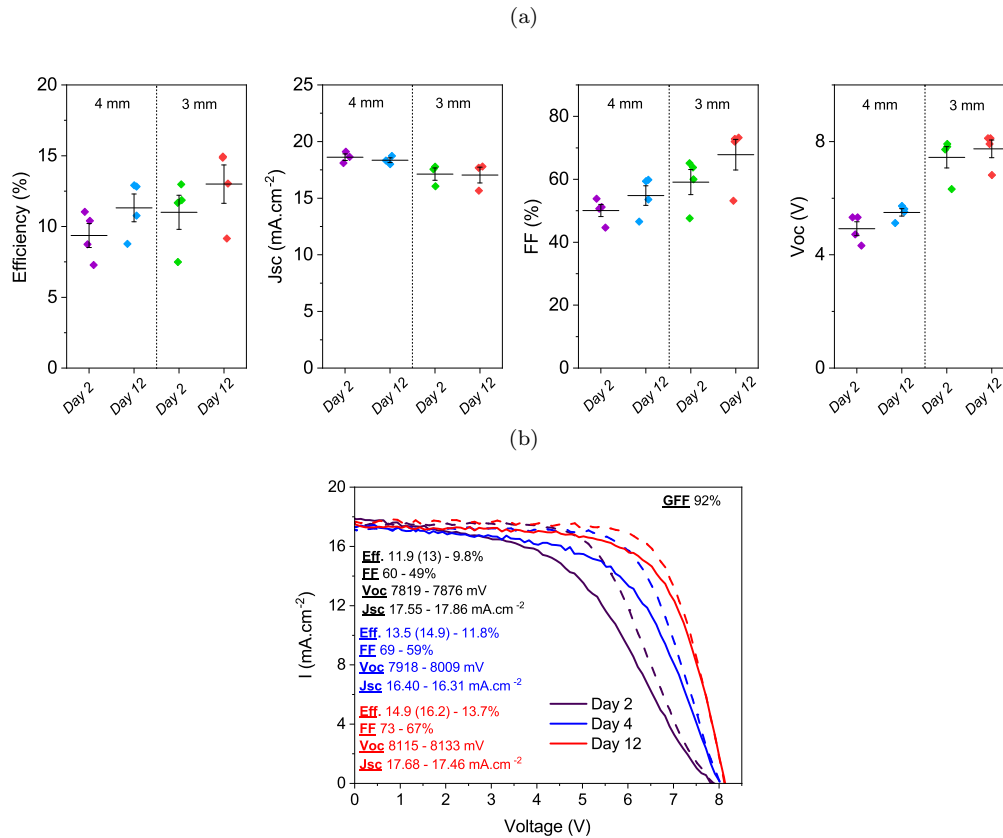 (a)
20
15
10
5
0
Efficiency (%)
4 mm
3 mm
Day 2
Day 12
Day 2
Day 12
25
20
15
10
5
0
Jsc (mA.cm-2)
4 mm
3 mm
Day 2
Day 12
Day 2
Day 12
80
60
40
20
0
FF (%)
4 mm
3 mm
Day 2
Day 12
Day 2
Day 12
8
4
0
Voc (V)
4 mm
3 mm
Day 2
Day 12
Day 2
Day 12
(b)
20
16
12
8
4
0
I (mA.cm-2)
GFF 92%
Eff. 11.9 (13) - 9.8%
FF 60 - 49%
Voc 7819 - 7876 mV
Jsc 17.55 - 17.86 mA.cm-2
Eff. 13.5 (14.9) - 11.8%
FF 69 - 59%
Voc 7918 - 8009 mV
Jsc 16.40 - 16.31 mA.cm-2
Eff. 14.9 (16.2) - 13.7%
FF 73 - 67%
Voc 8115 - 8133 mV
Jsc 17.68 - 17.46 mA.cm-2
Day 2
Day 4
Day 12
0 1 2 3 4 5 6 7 8
Voltage (V)